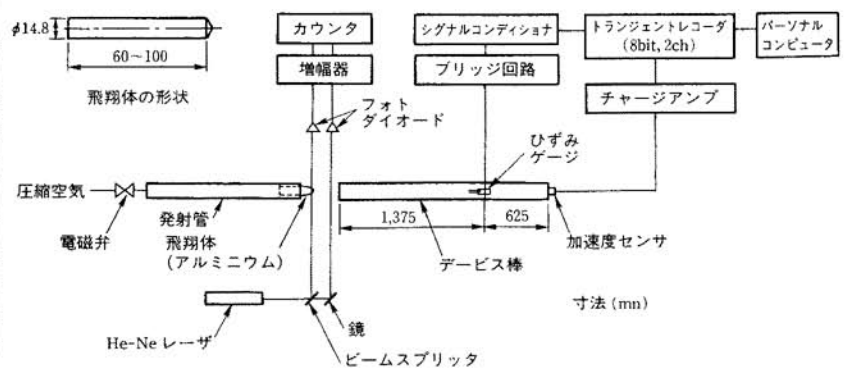 φ14.8
60~100
飛翔体の形状
カウンタ
増幅器
フォト
ダイオード
シグナルコンディショナ
ブリッジ回路
トランジェントレコーダ
(8bit, 2ch)
パーソナル
コンピュータ
チャージアンプ
ひずみ
ゲージ
圧縮空気
電磁弁
発射管
飛翔体
(アルミニウム)
1,375
625
デービス棒
加速度センサ
He-Ne レーザ
鏡
ビームスプリッタ
寸法 (mn)